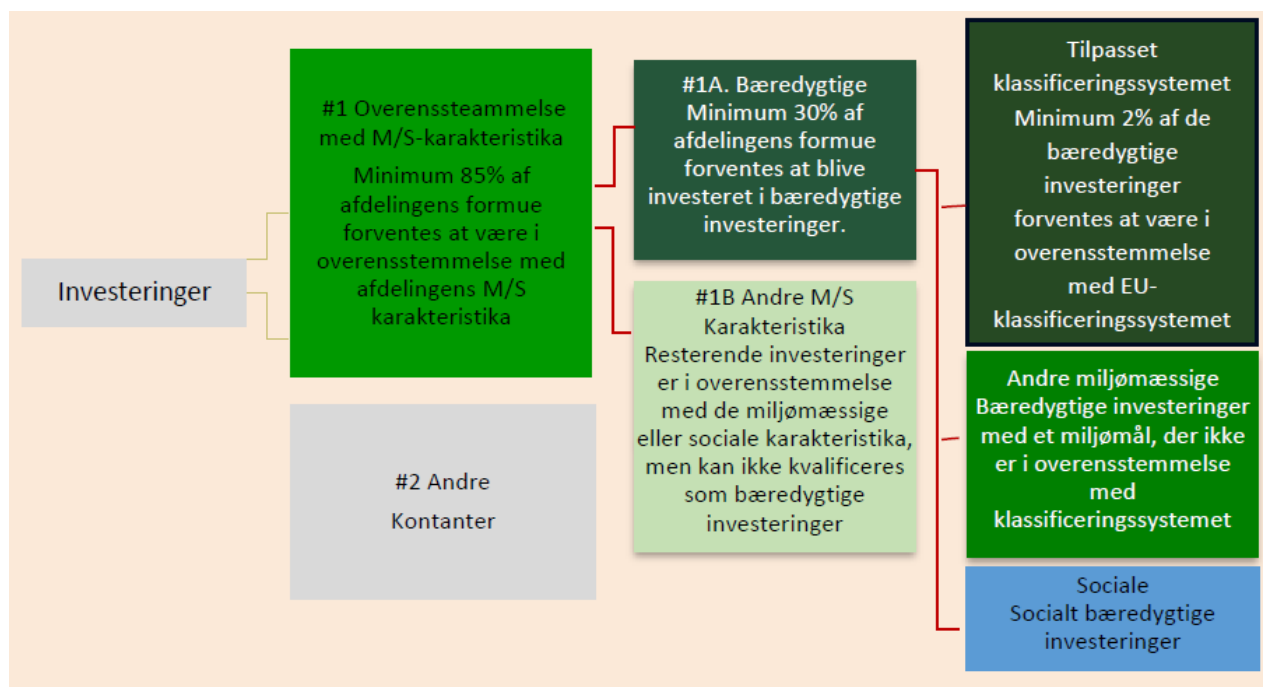 Investeringer
#1 Overenssteammelse
med M/S-karakteristika
Minimum 85% af
afdelingens formue
forventes at være i
overensstemmelse med
afdelingens M/S
karakteristika
#2 Andre
Kontanter
#1A. Bæredygtige
Minimum 30% af
afdelingens formue
forventes at blive
investeret i bæredygtige
investeringer.
#1B Andre M/S
Karakteristika
Resterende investeringer
er i overensstemmelse
med de miljømæssige
eller sociale karakteristika,
men kan ikke kvalificeres
som bæredygtige
investeringer
Tilpasset
klassificeringssystemet
Minimum 2% af de
bæredygtige
investeringer
forventes at være i
overensstemmelse
med EU-
klassificeringssystemet
Andre miljømæssige
Bæredygtige investeringer
med et miljømål, der ikke
er i overensstemmelse
med
klassificeringssystemet
Sociale
Socialt bæredygtige
investeringer